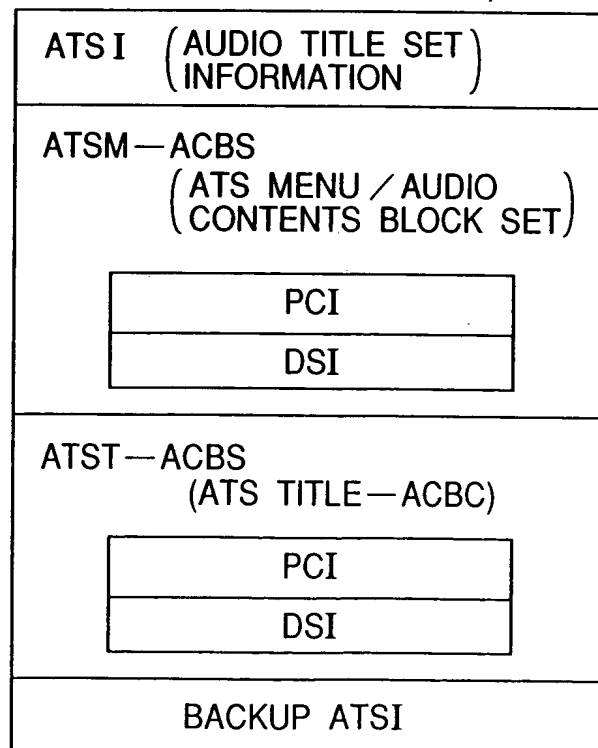 ATSI (AUDIO TITLE SET
INFORMATION)
ATSM—ACBS
(ATS MENU / AUDIO
CONTENTS BLOCK SET)
PCI
DSI
ATST—ACBS
(ATS TITLE—ACBC)
PCI
DSI
BACKUP ATSI